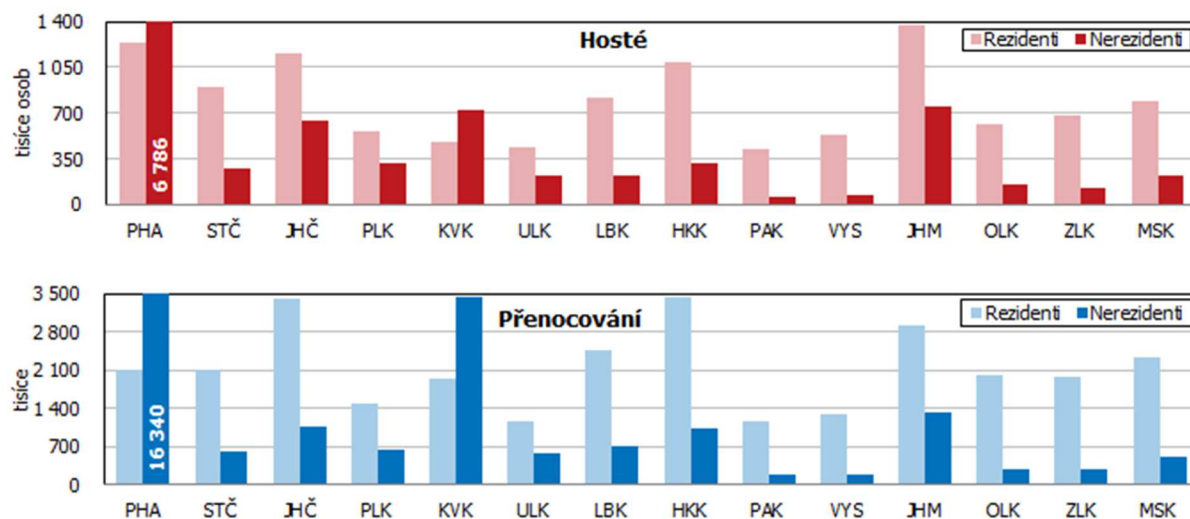 Hosté
Rezidenti Nerezidenti
tisíce osob
1 400
1 050
700
350
0
6 786
PHA STČ JHČ PLK KVK ULK LBK HKK PAK VYS JHM OLK ZLK MSK
Přenocování
Rezidenti Nerezidenti
tisíce
3 500
2 800
2 100
1 400
700
0
16 340
PHA STČ JHČ PLK KVK ULK LBK HKK PAK VYS JHM OLK ZLK MSK